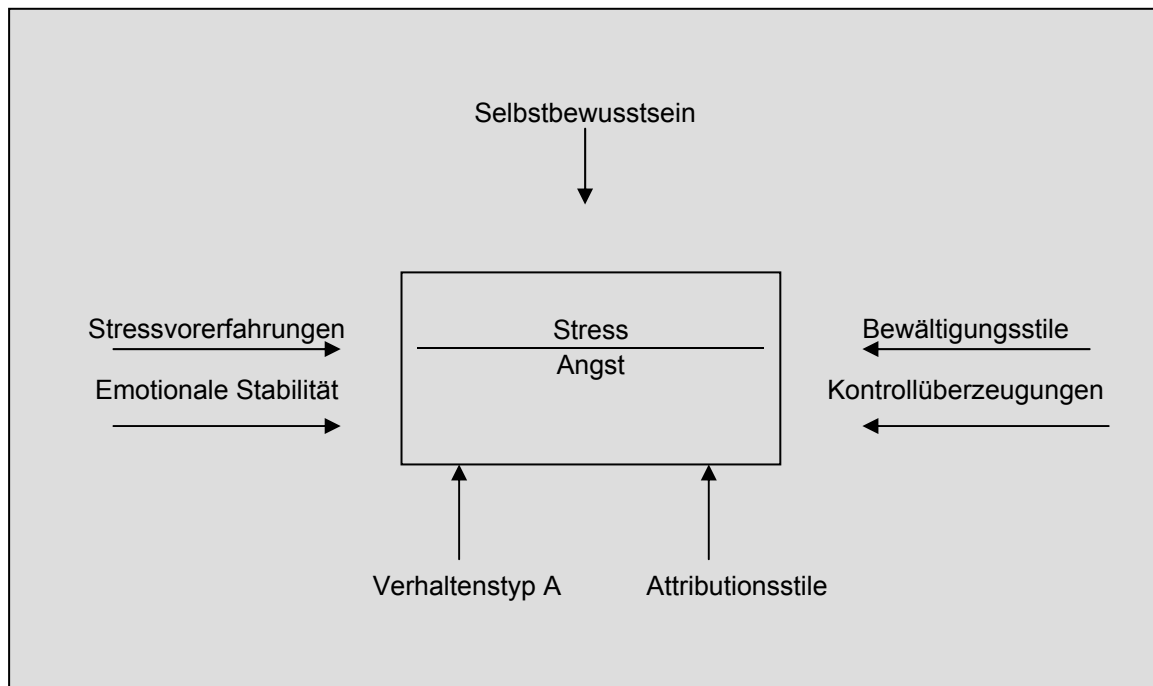 Selbstbewusstsein
Stressvorerfahrungen
Stress
Bewältigungsstile
Angst
Emotionale Stabilität
Kontrollüberzeugungen
Verhaltenstyp A
Attributionsstile